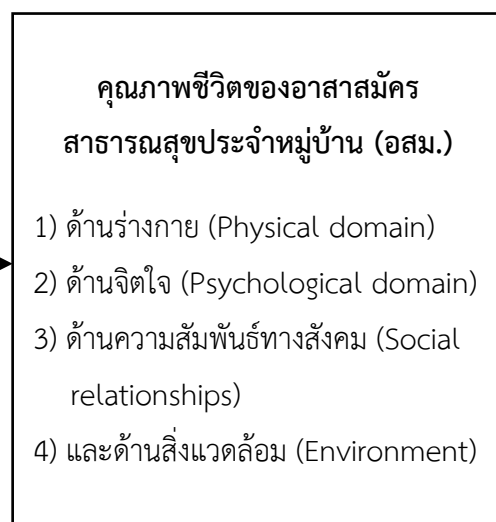 คุณภาพชีวิตของอาสาสมัคร
สาธารณสุขประจำหมู่บ้าน (อสม.)
1) ด้านร่างกาย (Physical domain)
2) ด้านจิตใจ (Psychological domain)
3) ด้านความสัมพันธ์ทางสังคม (Social
relationships)
4) และด้านสิ่งแวดล้อม (Environment)